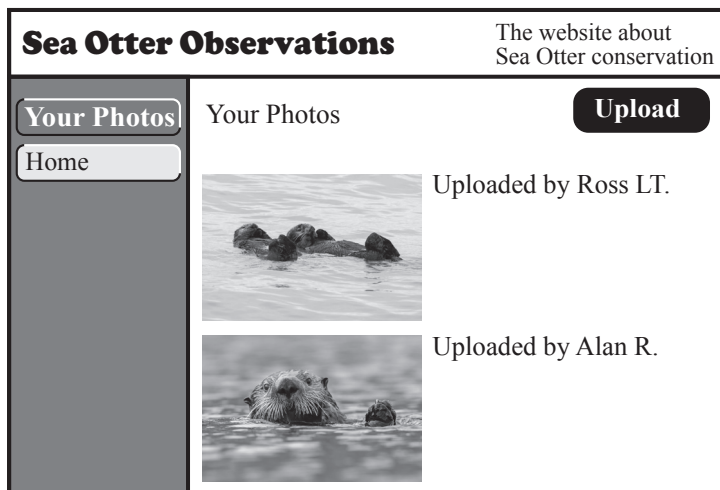 Sea Otter Observations
The website about
Sea Otter conservation
Your Photos
Home
Your Photos
Upload
Uploaded by Ross LT.
Uploaded by Alan R.